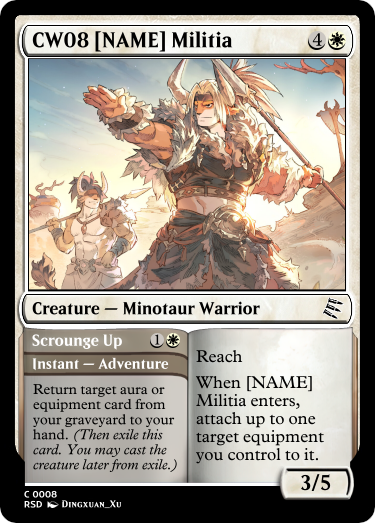 CW08 [NAME] Militia 4
Creature — Minotaur Warrior
Scrounge Up 1
Instant — Adventure
Return target aura or
equipment card from
your graveyard to your
hand. (Then exile this
card. You may cast the
creature later from exile.)
Reach
When [NAME]
Militia enters,
attach up to one
target equipment
you control to it.
3/5
C 0008
RSD Dingxuan_Xu